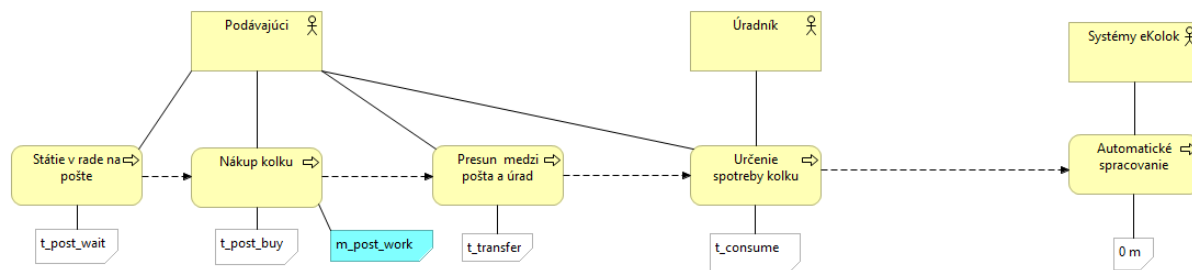 Podávajúci
Úradník
Systémy eKolok
Státie v rade na
pošte
Nákup kolku
Presun medzi
pošta a úrad
Určenie
spotreby kolku
Automatické
spracovanie
t_post_wait
t_post_buy
m_post_work
t_transfer
t_consume
0 m